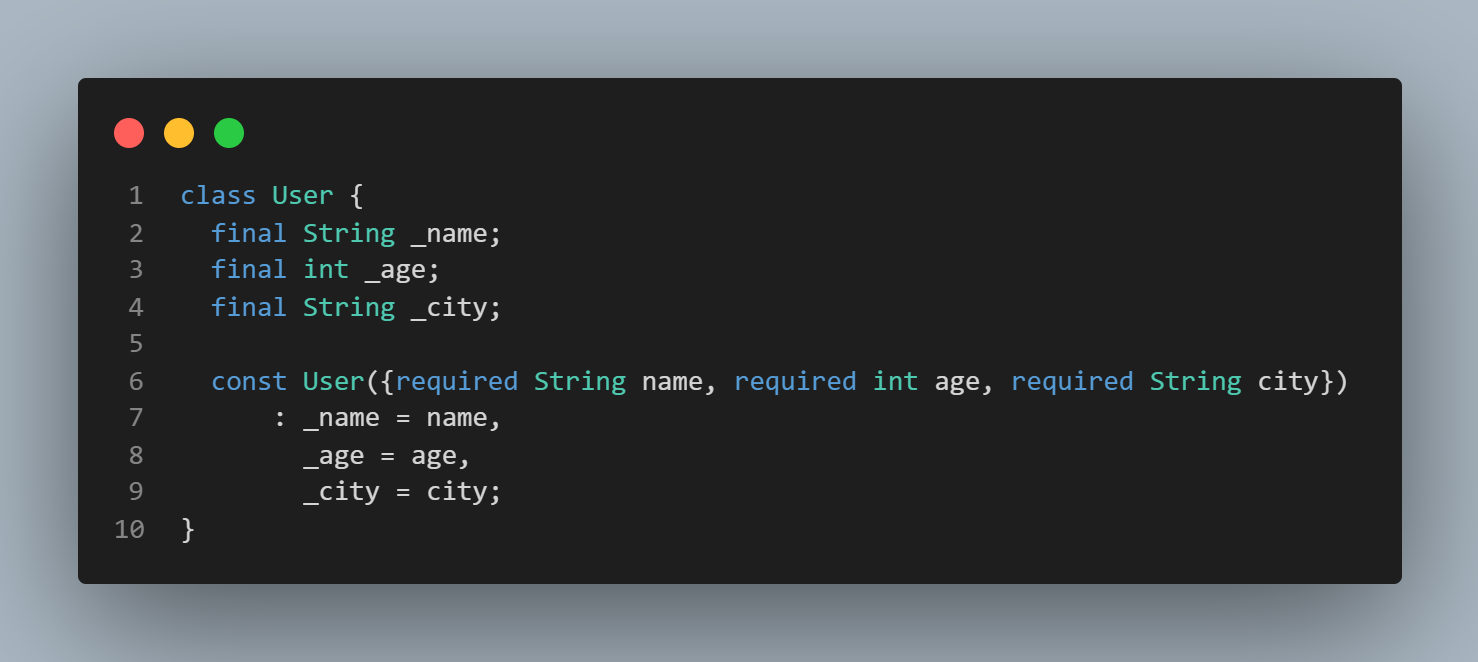 1 class User {
2   final String _name;
3   final int _age;
4   final String _city;
5
6   const User({required String name, required int age, required String city})
7       : _name = name,
8         _age = age,
9         _city = city;
10 }